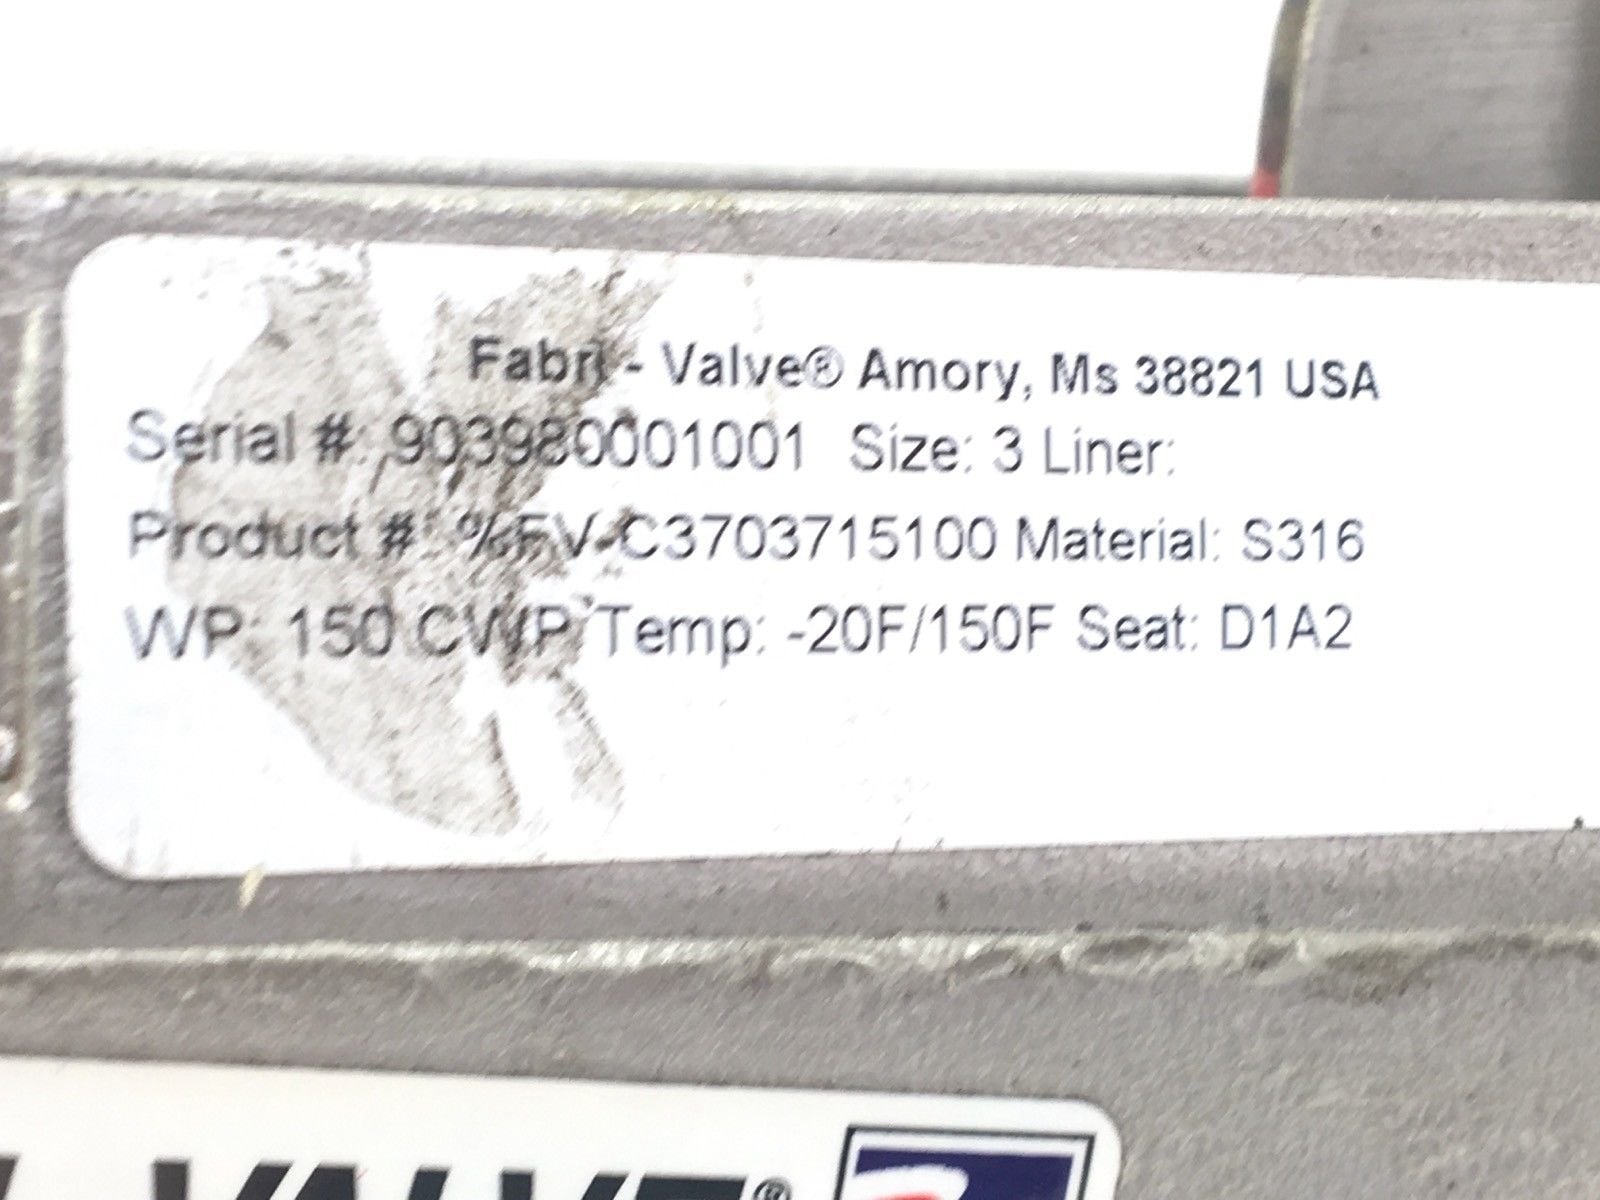 Fabri - Valve® Amory, Ms 38821 USA
Serial #: 903980001001 Size: 3 Liner:
Product #: %FV-C3703715100 Material: S316
WP: 150 CWP Temp: -20F/150F Seat: D1A2
VALVE®